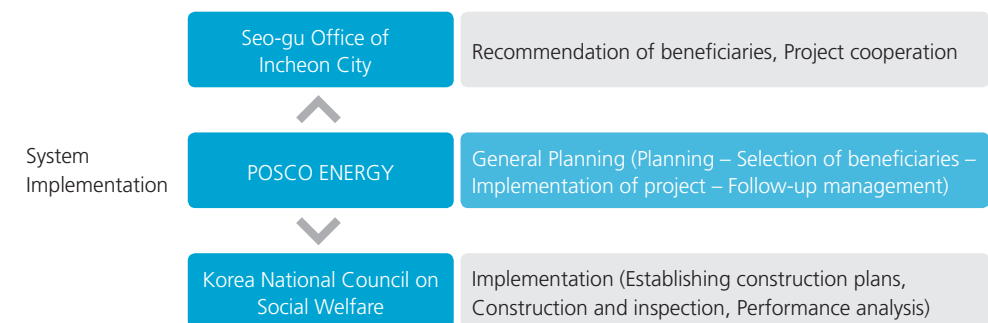 Seo-gu Office of
Incheon City
Recommendation of beneficiaries, Project cooperation
System
Implementation
POSCO ENERGY
General Planning (Planning – Selection of beneficiaries –
Implementation of project – Follow-up management)
Korea National Council on
Social Welfare
Implementation (Establishing construction plans,
Construction and inspection, Performance analysis)